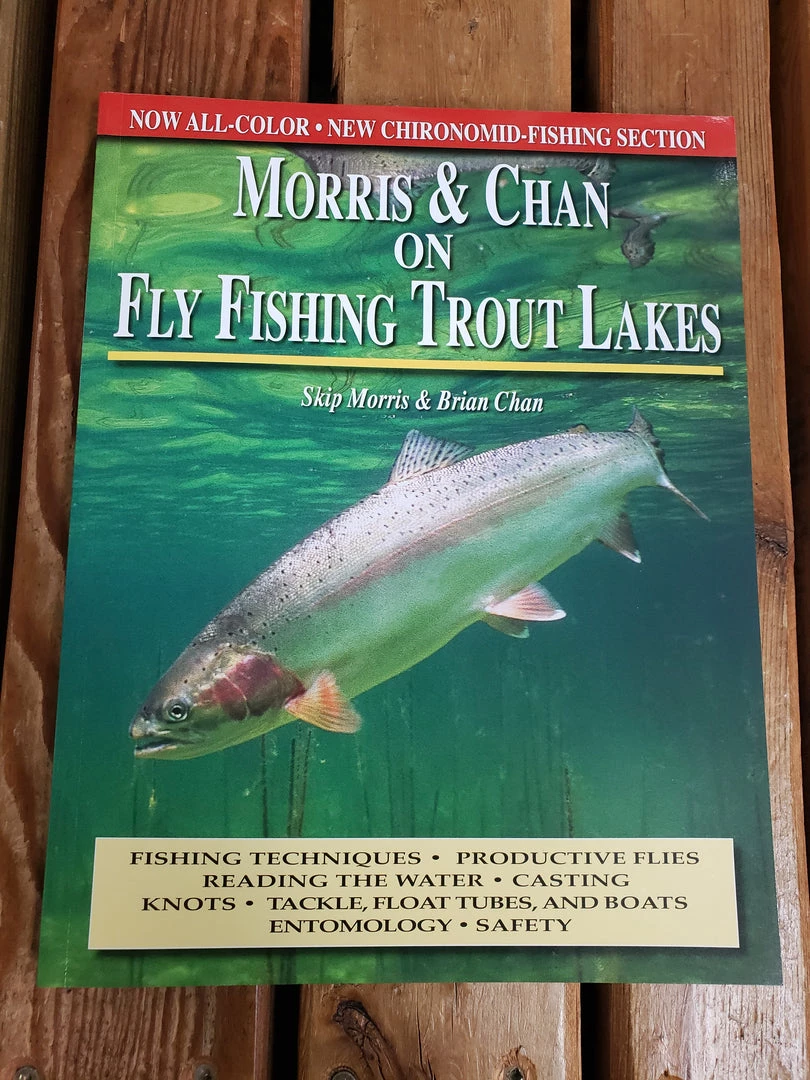 NOW ALL-COLOR • NEW CHIRONOMID-FISHING SECTION
MORRIS & CHAN
ON
FLY FISHING TROUT LAKES
Skip Morris & Brian Chan
FISHING TECHNIQUES • PRODUCTIVE FLIES
READING THE WATER • CASTING
KNOTS • TACKLE, FLOAT TUBES, AND BOATS
ENTOMOLOGY • SAFETY